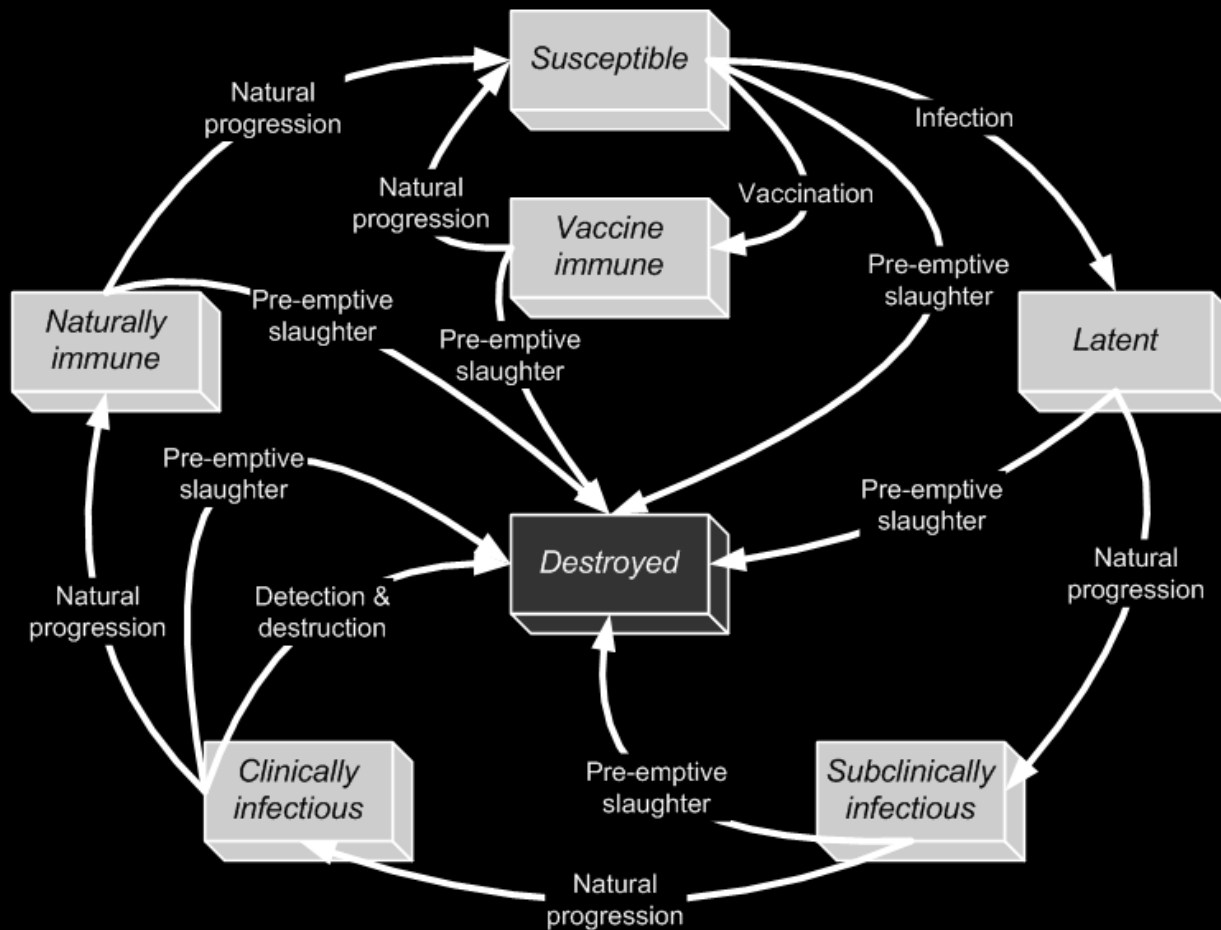 Susceptible
Natural
progression
Infection
Natural
progression
Vaccination
Vaccine
immune
Pre-emptive
slaughter
Pre-emptive
slaughter
Naturally
immune
Latent
Pre-emptive
slaughter
Pre-emptive
slaughter
Pre-emptive
slaughter
Destroyed
Natural
progression
Natural
progression
Detection &
destruction
Clinically
infectious
Pre-emptive
slaughter
Subclinically
infectious
Natural
progression